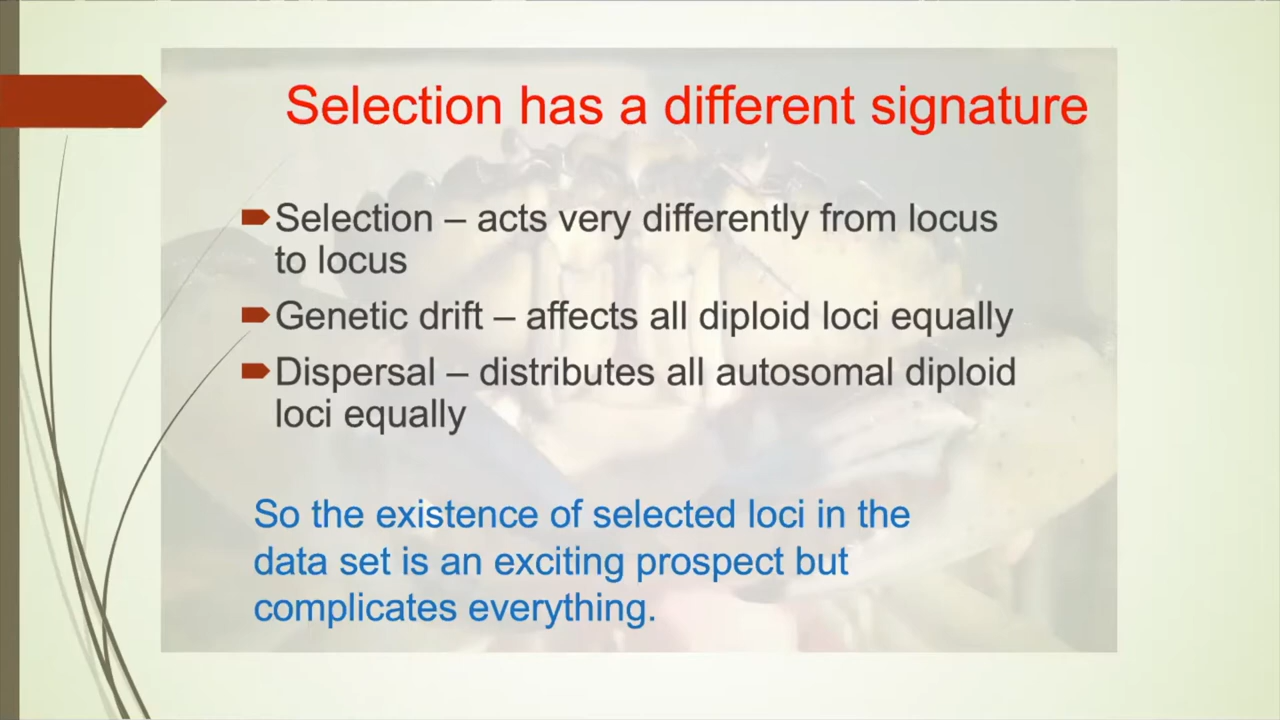 Selection has a different signature
Selection – acts very differently from locus
to locus
Genetic drift – affects all diploid loci equally
Dispersal – distributes all autosomal diploid
loci equally
So the existence of selected loci in the
data set is an exciting prospect but
complicates everything.